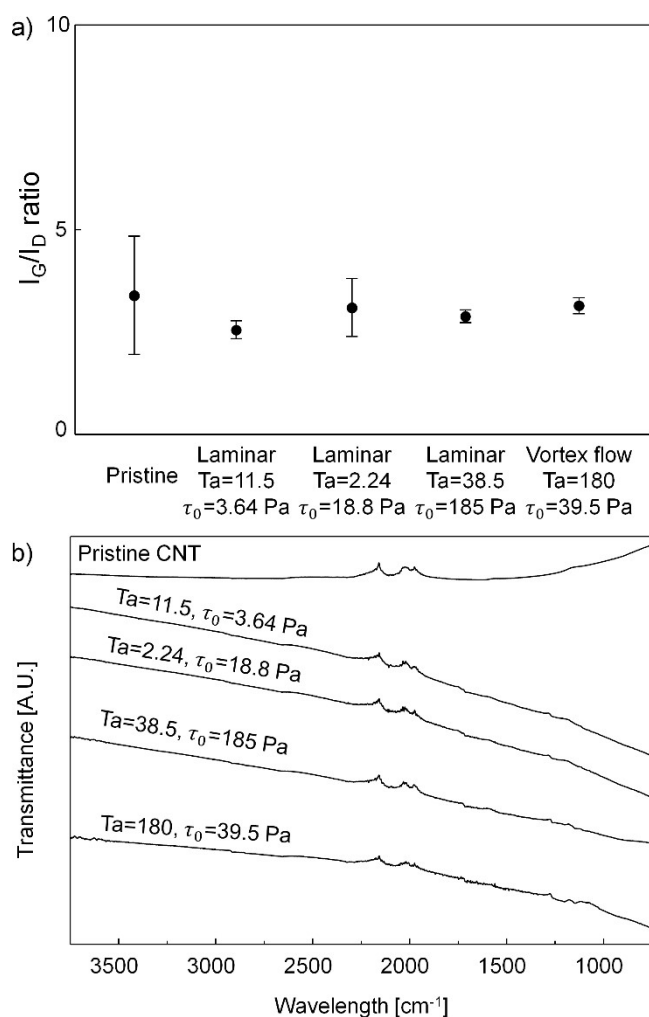 a)
10
5
0
I_G/I_D ratio
Pristine
Laminar
Ta=11.5
τ₀=3.64 Pa
Laminar
Ta=2.24
τ₀=18.8 Pa
Laminar
Ta=38.5
τ₀=185 Pa
Vortex flow
Ta=180
τ₀=39.5 Pa
b)
Pristine CNT
Ta=11.5, τ₀=3.64 Pa
Ta=2.24, τ₀=18.8 Pa
Ta=38.5, τ₀=185 Pa
Ta=180, τ₀=39.5 Pa
Transmittance [A.U.]
3500 3000 2500 2000 1500 1000
Wavelength [cm⁻¹]